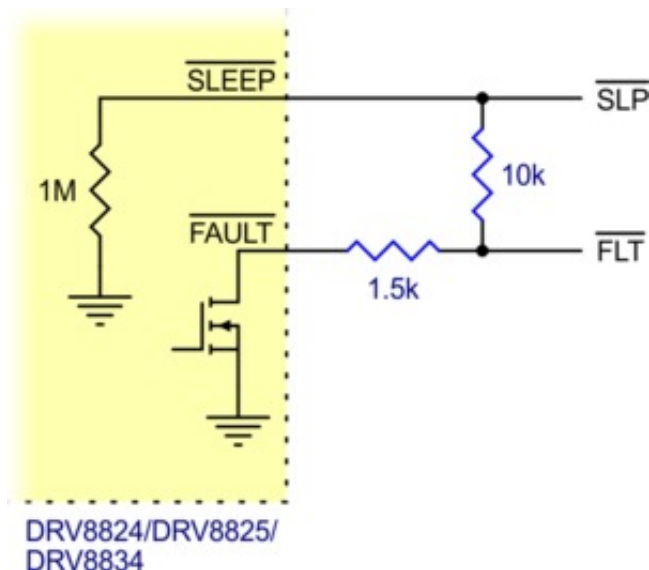 SLEEP
SLP
1M
10k
FAULT
FLT
1.5k
DRV8824/DRV8825/
DRV8834